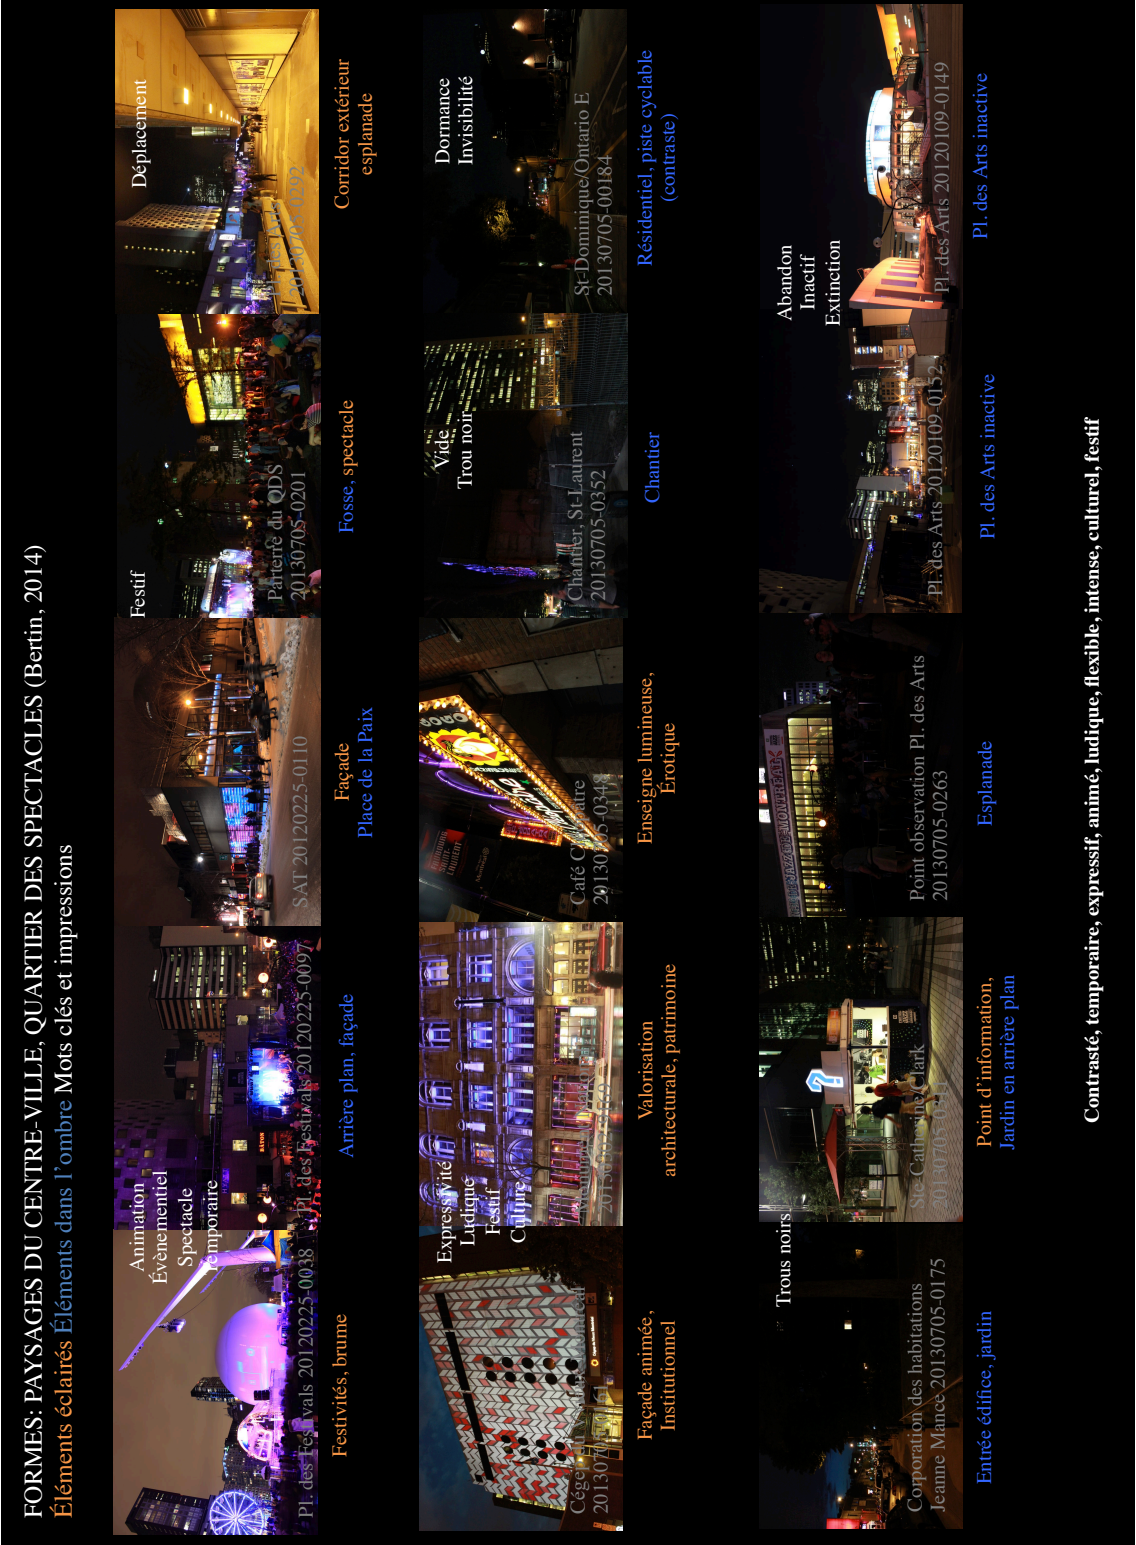 FORMES: PAYSAGES DU CENTRE-VILLE, QUARTIER DES SPECTACLES (Bertin, 2014)
Éléments éclairés Éléments dans l'ombre Mots clés et impressions
Animation
Évènementiel
Spectacle
Temporaire
Festif
Déplacement
Pl. des Festivals 20120225-0038
Pl. des Festivals 20120225-0097
SAT 20120225-0110
Parterre du QDS
20130705-0201
Pl. des Arts
20130705-0292
Festivités, brume
Arrière plan, façade
Façade
Place de la Paix
Fosse, spectacle
Corridor extérieur
esplanade
Expressivité
Ludique
Festif
Culture
Vide
Trou noir
Dormance
Invisibilité
Café
20130705-0348
Chantier, St-Laurent
20130705-0352
St-Dominique/Ontario E
20130705-00184
Façade animée,
Institutionnel
Valorisation
architecturale, patrimoine
Enseigne lumineuse,
Érotique
Chantier
Résidentiel, piste cyclable
(contraste)
Trous noirs
?
Abandon
Inactif
Extinction
Corporation des habitations
Jeanne Mance 20130705-0175
Point observation Pl. des Arts
20130705-0263
Pl. des Arts 20120109-0152
Pl. des Arts 20120109-0149
Entrée édifice, jardin
Point d'information,
Jardin en arrière plan
Esplanade
Pl. des Arts inactive
Pl. des Arts inactive
Contrasté, temporaire, expressif, animé, ludique, flexible, intense, culturel, festif